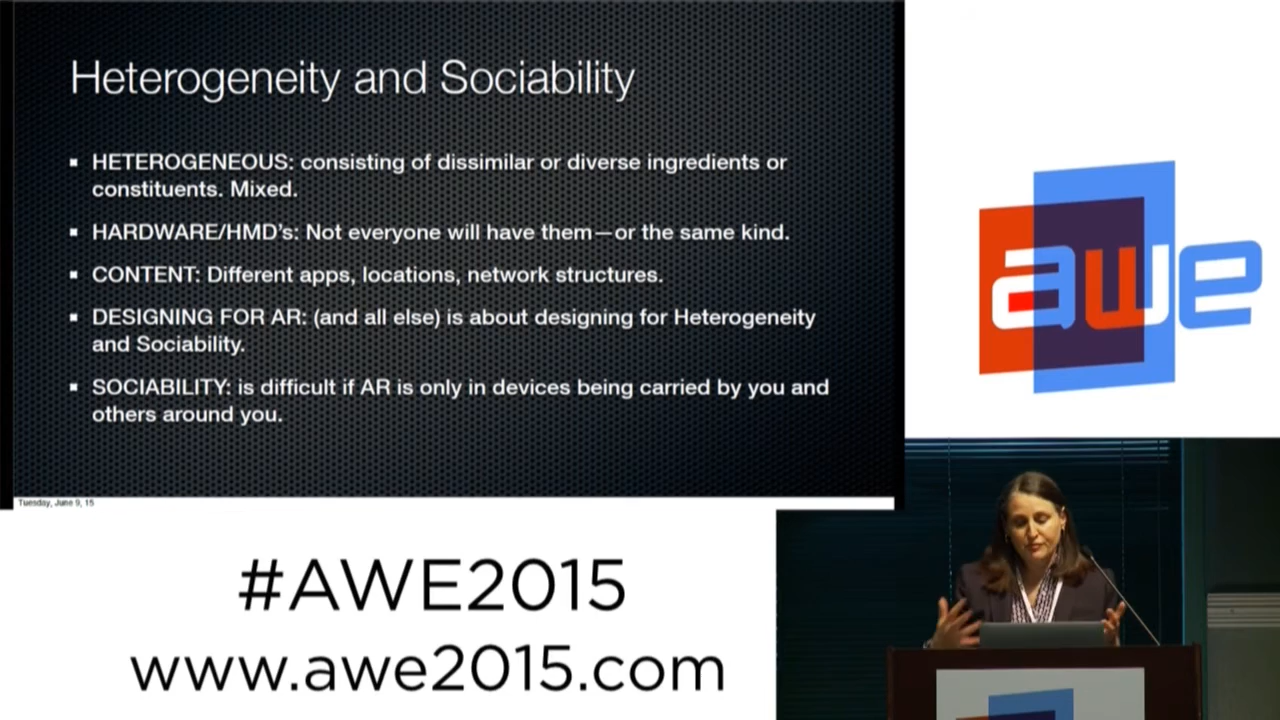 Heterogeneity and Sociability
▪ HETEROGENEOUS: consisting of dissimilar or diverse ingredients or
constituents. Mixed.
▪ HARDWARE/HMD's: Not everyone will have them—or the same kind.
▪ CONTENT: Different apps, locations, network structures.
▪ DESIGNING FOR AR: (and all else) is about designing for Heterogeneity
and Sociability.
▪ SOCIABILITY: is difficult if AR is only in devices being carried by you and
others around you.
Tuesday, June 9, 15
awe
#AWE2015
www.awe2015.com